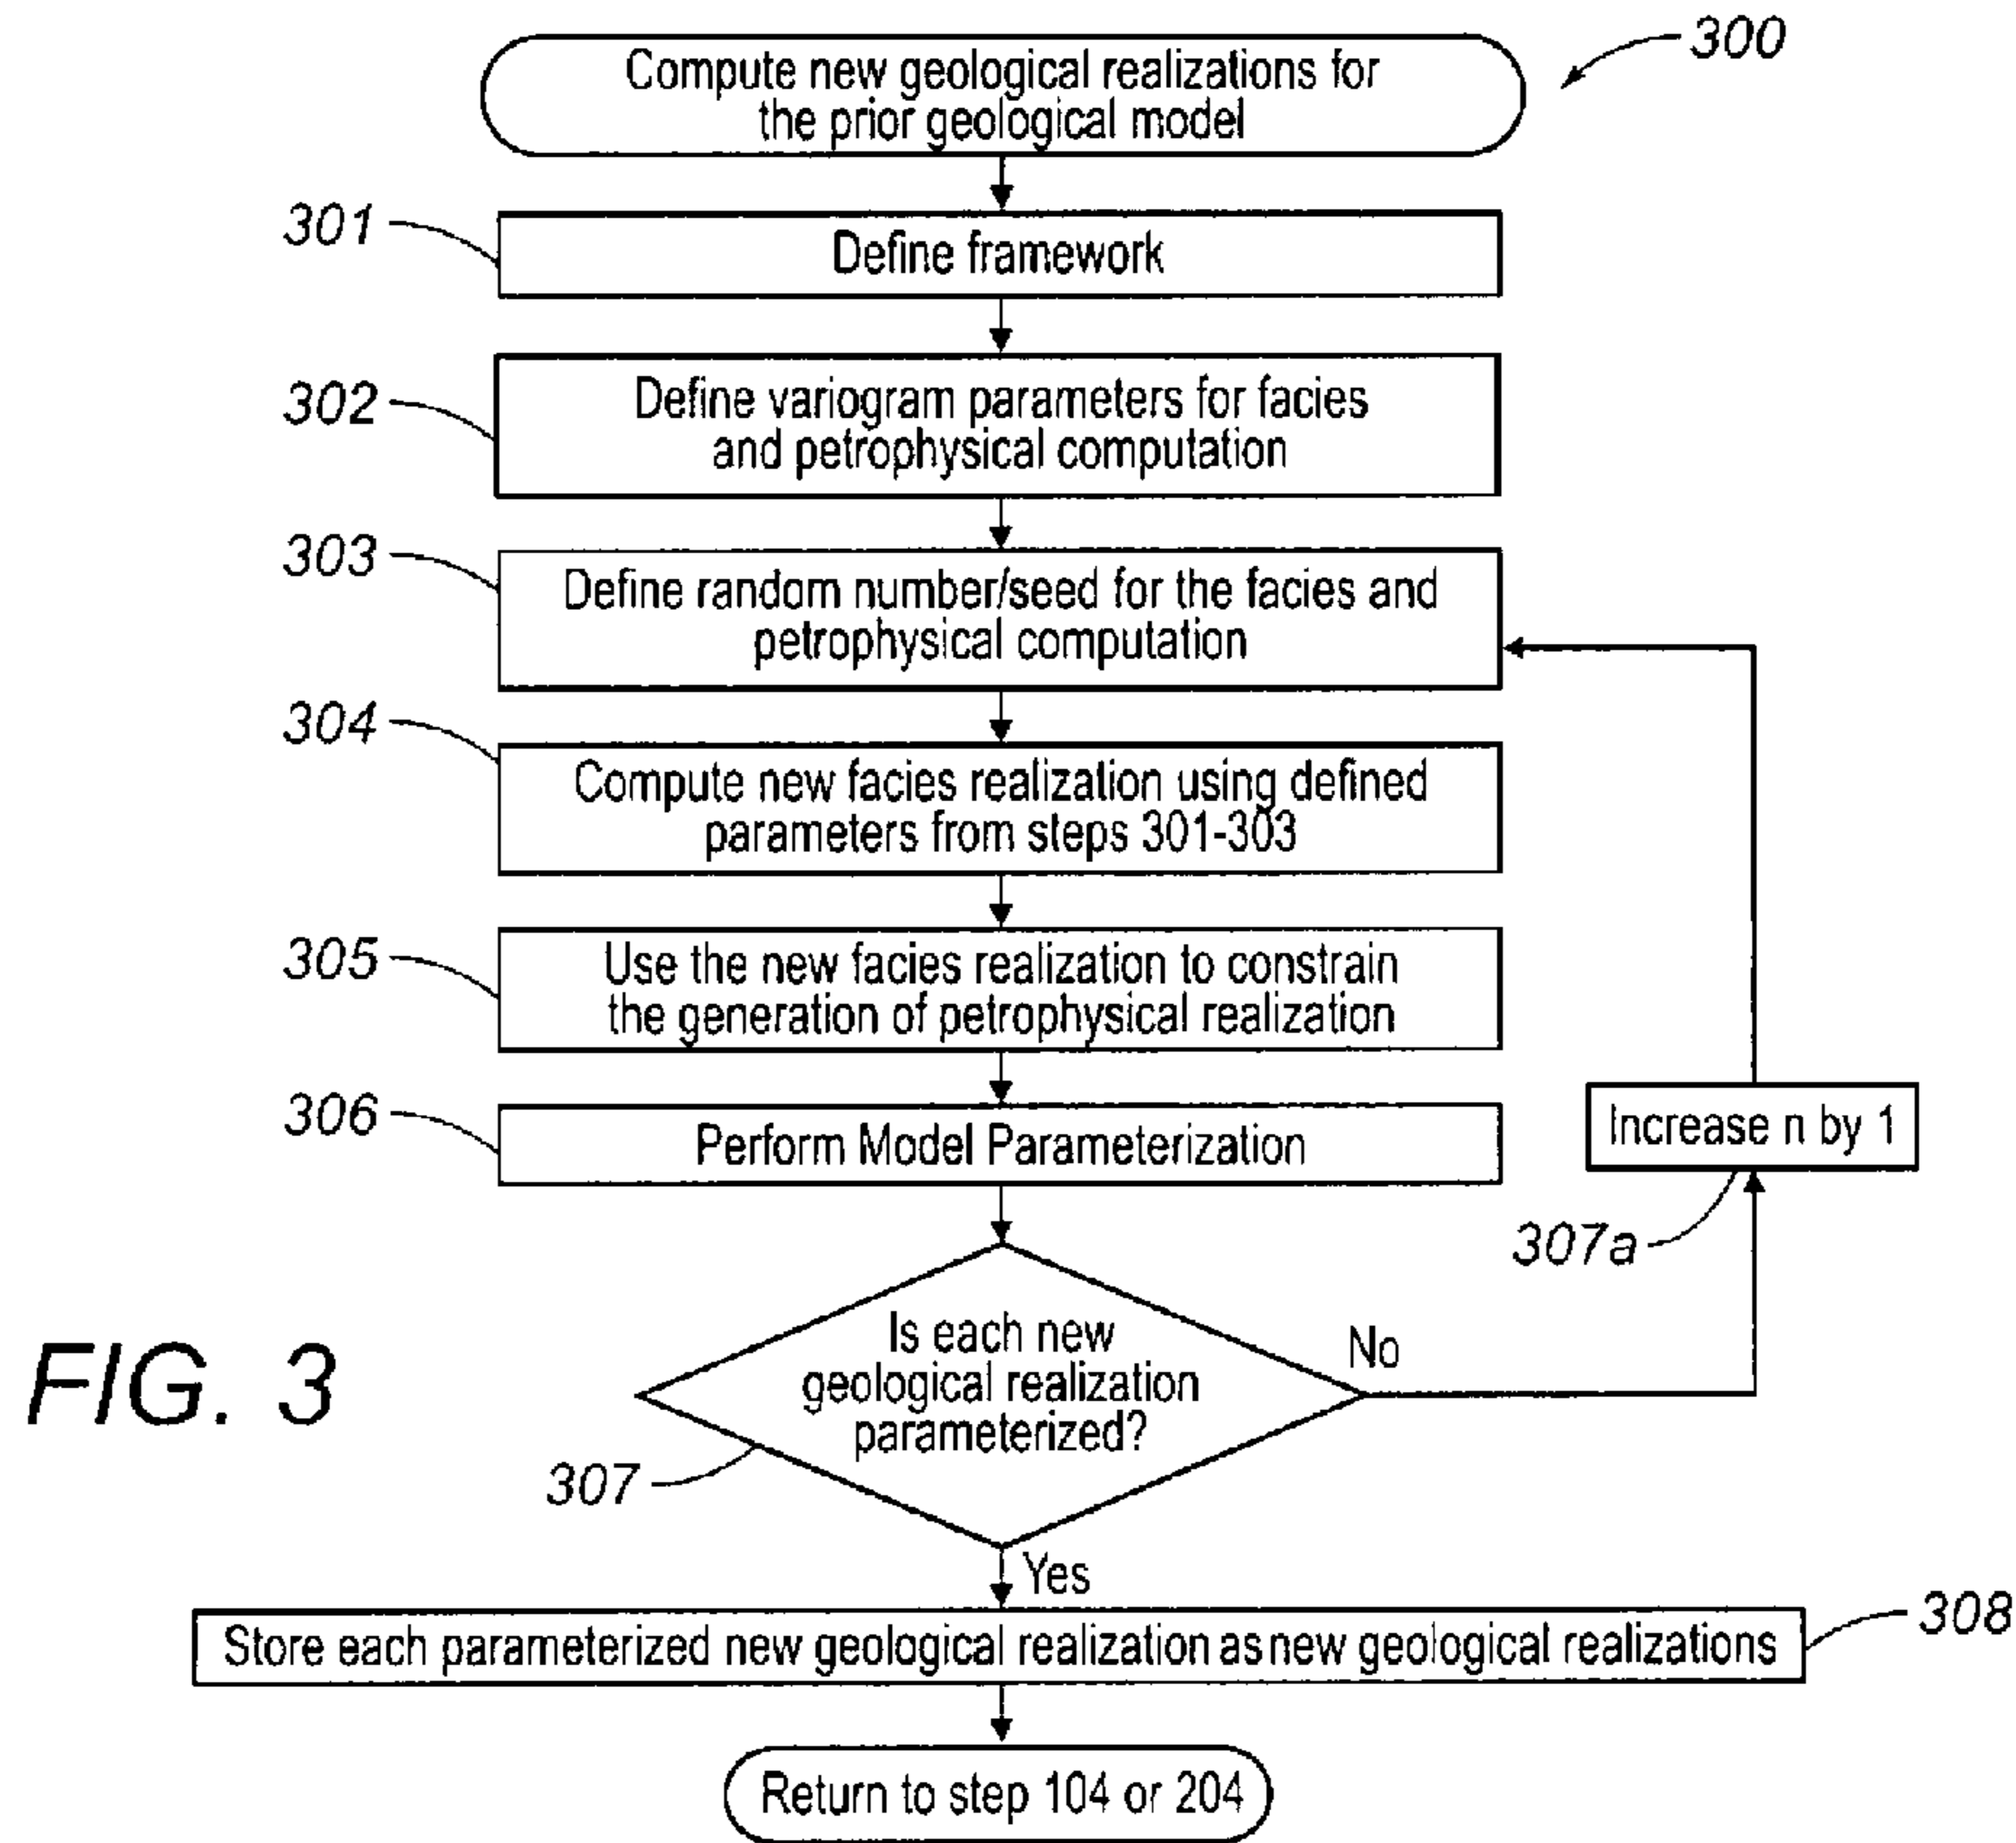 300
Compute new geological realizations for
the prior geological model
301
Define framework
302
Define variogram parameters for facies
and petrophysical computation
303
Define random number/seed for the facies and
petrophysical computation
304
Compute new facies realization using defined
parameters from steps 301-303
305
Use the new facies realization to constrain
the generation of petrophysical realization
306
Perform Model Parameterization
Increase n by 1
307a
Is each new
geological realization
parameterized?
No
FIG. 3
307
Yes
Store each parameterized new geological realization as new geological realizations
308
Return to step 104 or 204